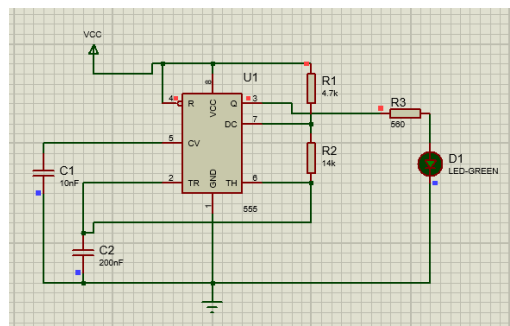 VCC
U1
R1
4.7k
4
R
8
VCC
Q
3
R3
560
DC
7
5
CV
R2
14k
D1
LED-GREEN
C1
10nF
2
TR
GND
TH
6
1
555
C2
200nF